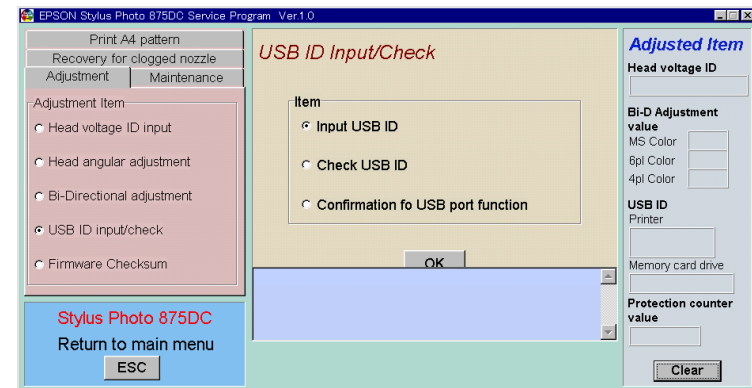 EPSON Stylus Photo 875DC Service Program Ver.1.0
Print A4 pattern
Recovery for clogged nozzle
Adjustment
Maintenance
Adjustment Item
Head voltage ID input
Head angular adjustment
Bi-Directional adjustment
USB ID input/check
Firmware Checksum
Stylus Photo 875DC
Return to main menu
ESC
USB ID Input/Check
Item
Input USB ID
Check USB ID
Confirmation fo USB port function
OK
Adjusted Item
Head voltage ID
Bi-D Adjustment
value
MS Color
6pl Color
4pl Color
USB ID
Printer
Memory card drive
Protection counter
value
Clear